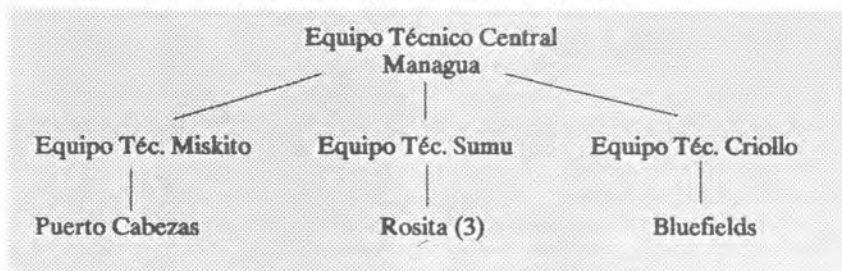 Equipo Técnico Central
Managua
Equipo Téc. Miskito Equipo Téc. Sumu Equipo Téc. Criollo
Puerto Cabezas Rosita (3) Bluefields